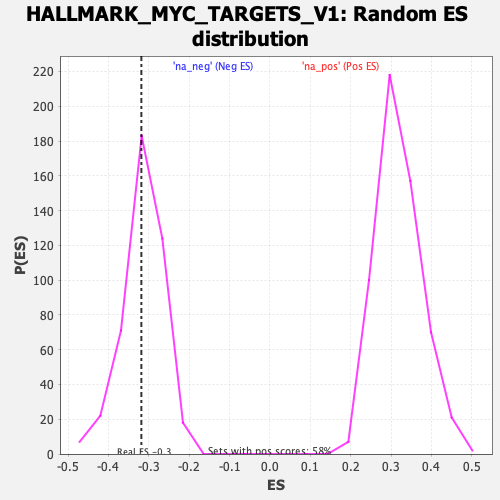 HALLMARK_MYC_TARGETS_V1: Random ES
distribution
'na_neg' (Neg ES) 'na_pos' (Pos ES)
P(ES)
220
200
180
160
140
120
100
80
60
40
20
0
Real ES -0.3 Sets with pos scores: 58%
-0.5 -0.4 -0.3 -0.2 -0.1 0.0 0.1 0.2 0.3 0.4 0.5
ES